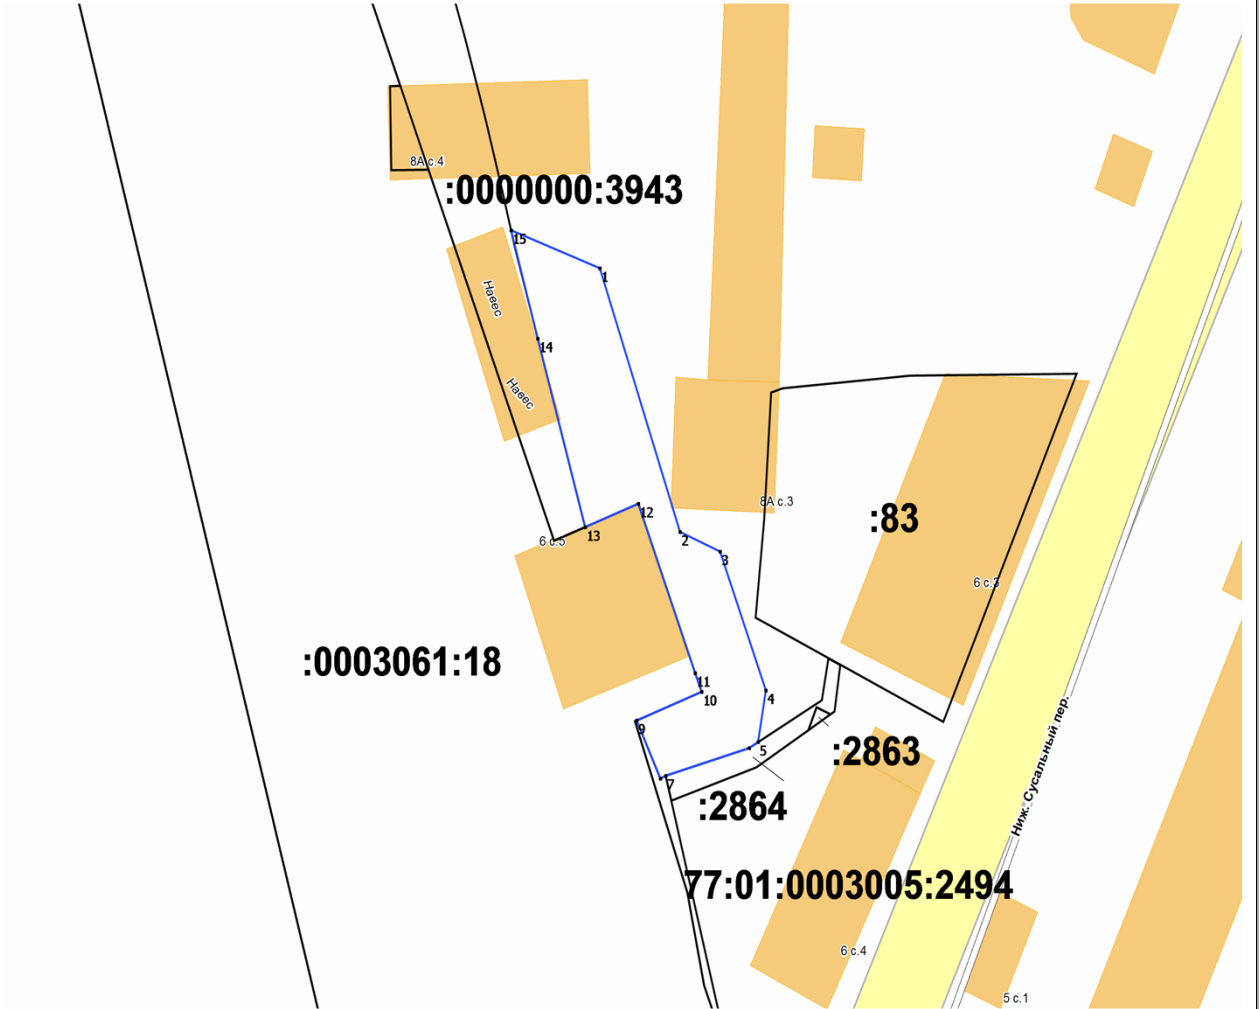 8А с.4
:0000000:3943
15
1
Навес
14
Навес
8А с.3
12
:83
13
6 с.5
2
3
6 с.3
:0003061:18
11
10
4
9
5
:2863
7
:2864
Ниж. Сусальный пер.
77:01:0003005:2494
6 с.4
5 с.1